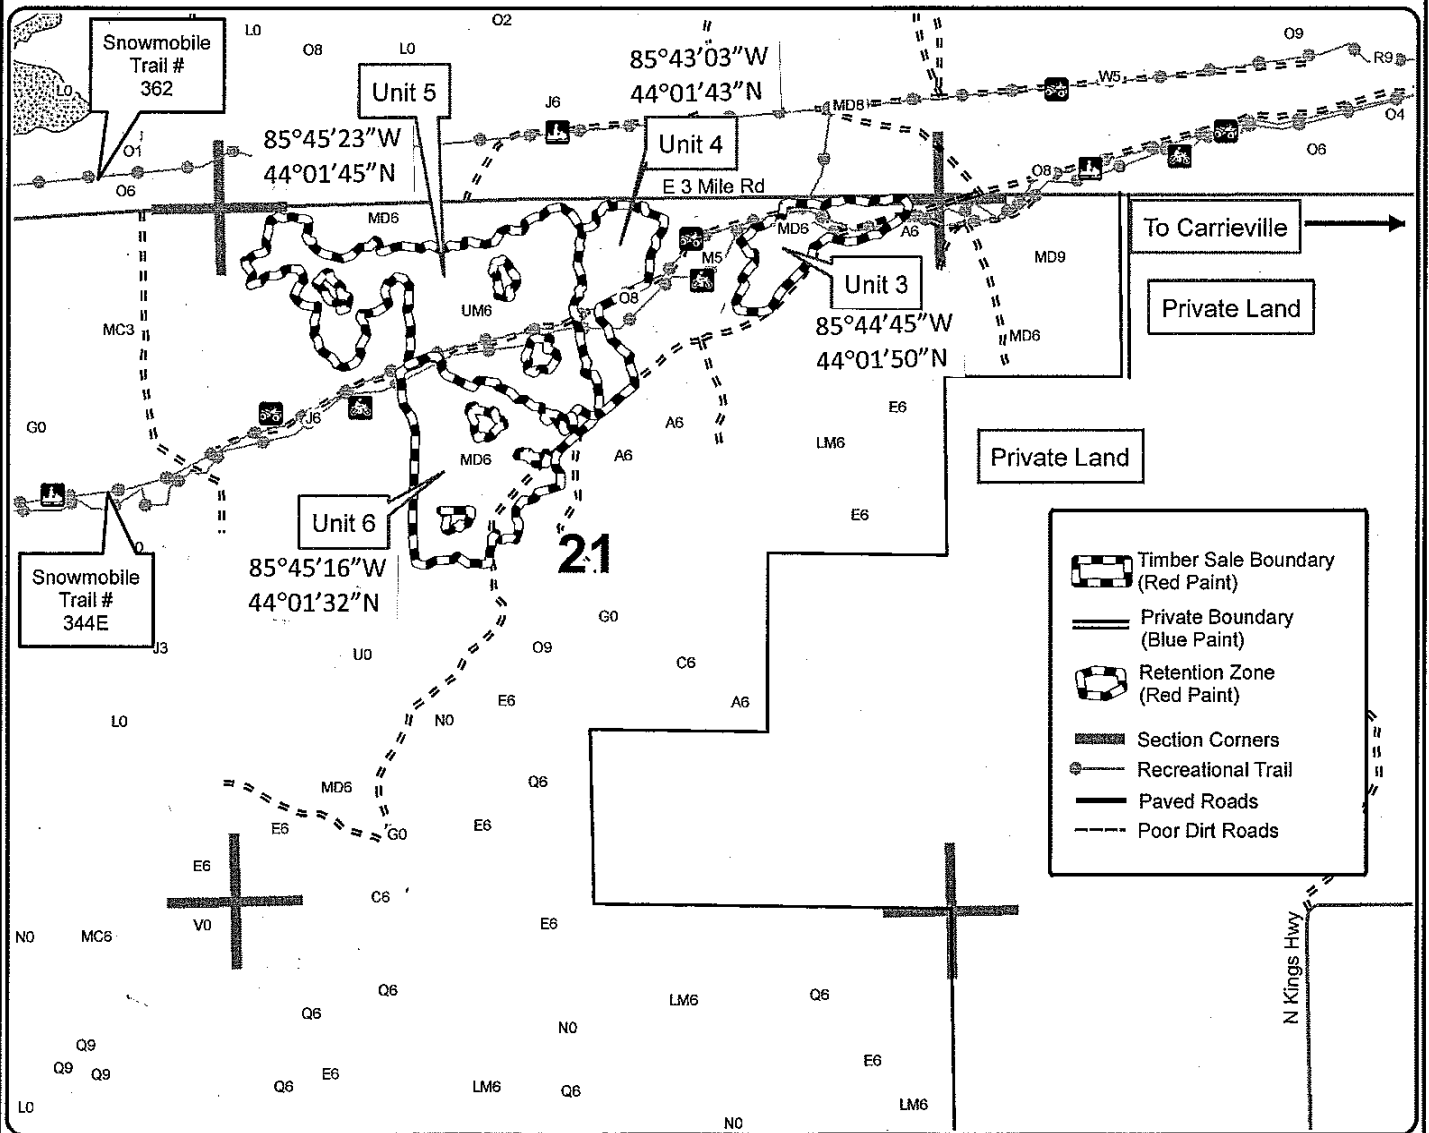 O2
L0
O8
L0
Snowmobile
Trail #
362
L0
Unit 5
85°43'03"W
44°01'43"N
O9
R9
W5
J6
MD8
O4
85°45'23"W
44°01'45"N
Unit 4
O1
O6
O8
O6
E 3 Mile Rd
MD6
MD6
A6
To Carrieville
M5
MD9
Unit 3
O8
UM6
Private Land
MC3
85°44'45"W
44°01'50"N
MD6
J6
E6
G0
A6
LM6
A6
MD6
Private Land
Unit 6
E6
21
85°45'16"W
44°01'32"N
0
Snowmobile
Trail #
344E
J3
G0
U0
O9
C6
E6
A6
L0
N0
Q6
MD6
E6
G0
E6
E6
C6
V0
E6
N0
MC6
Q6
LM6
Q6
Q6
N0
Q9
Q9
Q9
E6
E6
Q6
LM6
Q6
L0
LM6
N0
Timber Sale Boundary
(Red Paint)
Private Boundary
(Blue Paint)
Retention Zone
(Red Paint)
Section Corners
Recreational Trail
Paved Roads
Poor Dirt Roads
N Kings Hwy